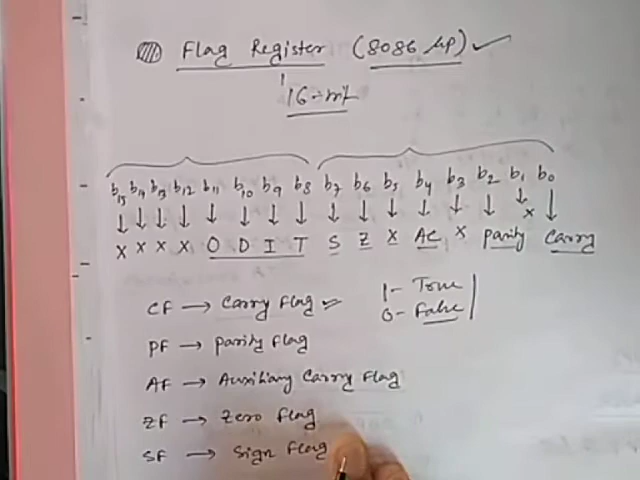 Flag Register (8086 μp)
16-bit
b15 b14 b13 b12 b11 b10 b9 b8 b7 b6 b5 b4 b3 b2 b1 b0
↓ ↓ ↓ ↓ ↓ ↓ ↓ ↓ ↓ ↓ ↓ ↓ ↓ ↓ ↓ ↓
X X X X O D I T S Z X AC X Parity X Carry
CF → Carry Flag
1 - True
0 - False
PF → parity Flag
AF → Auxiliary Carry Flag
ZF → Zero Flag
SF → Sign Flag